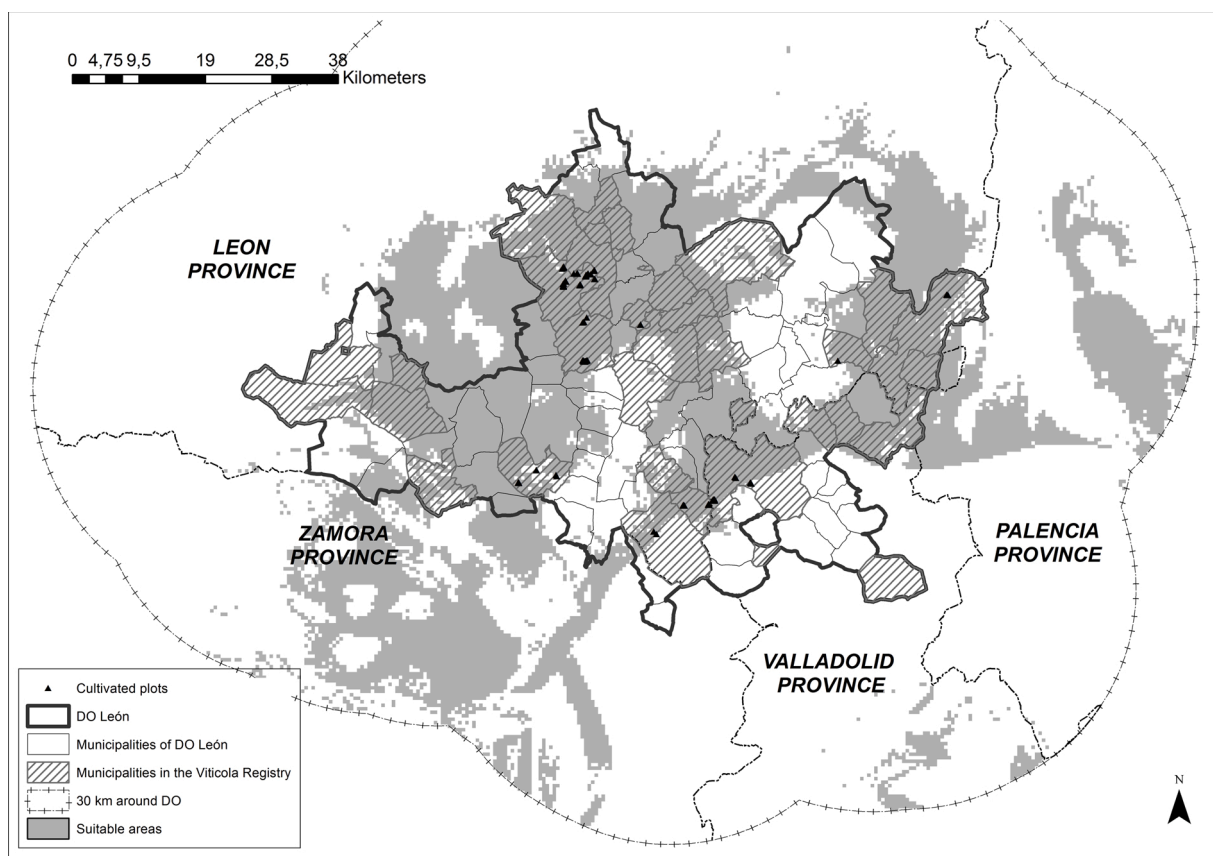 0 4,75 9,5 19 28,5 38
Kilometers
LEON
PROVINCE
ZAMORA
PROVINCE
PALENCIA
PROVINCE
VALLADOLID
PROVINCE
Cultivated plots
DO León
Municipalities of DO León
Municipalities in the Viticola Registry
30 km around DO
Suitable areas
N